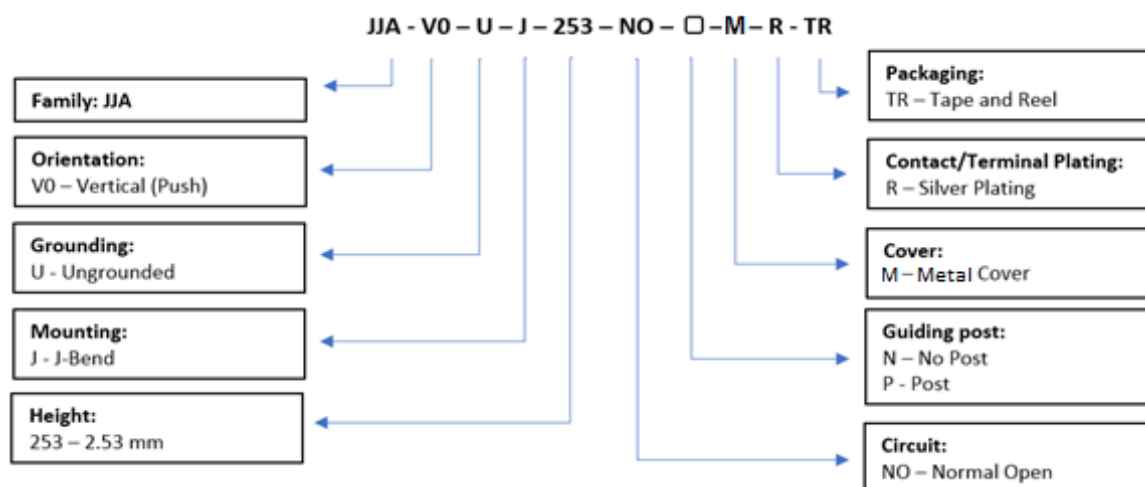 JJA - V0 – U – J – 253 – NO – ☐ –M – R - TR
Family: JJA
Orientation:
V0 – Vertical (Push)
Grounding:
U - Ungrounded
Mounting:
J - J-Bend
Height:
253 – 2.53 mm
Packaging:
TR – Tape and Reel
Contact/Terminal Plating:
R – Silver Plating
Cover:
M – Metal Cover
Guiding post:
N – No Post
P - Post
Circuit:
NO – Normal Open